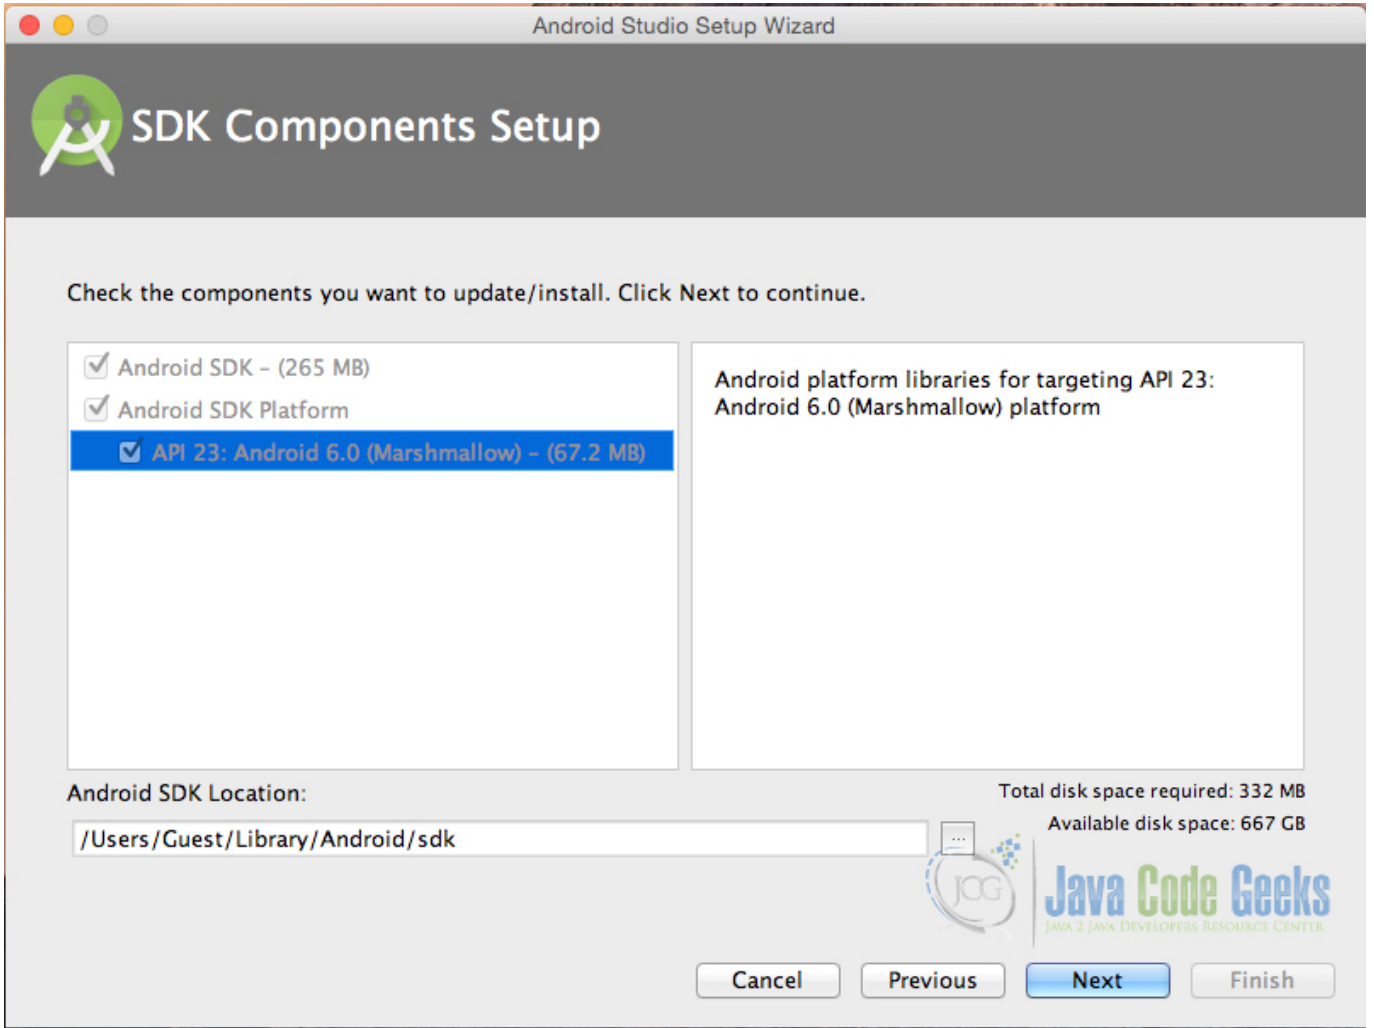 Android Studio Setup Wizard
SDK Components Setup
Check the components you want to update/install. Click Next to continue.
Android SDK – (265 MB)
Android SDK Platform
API 23: Android 6.0 (Marshmallow) – (67.2 MB)
Android platform libraries for targeting API 23:
Android 6.0 (Marshmallow) platform
Android SDK Location:
Total disk space required: 332 MB
Available disk space: 667 GB
/Users/Guest/Library/Android/sdk
...
JCG
Java Code Geeks
JAVA 2 JAVA DEVELOPERS RESOURCE CENTER
Cancel
Previous
Next
Finish